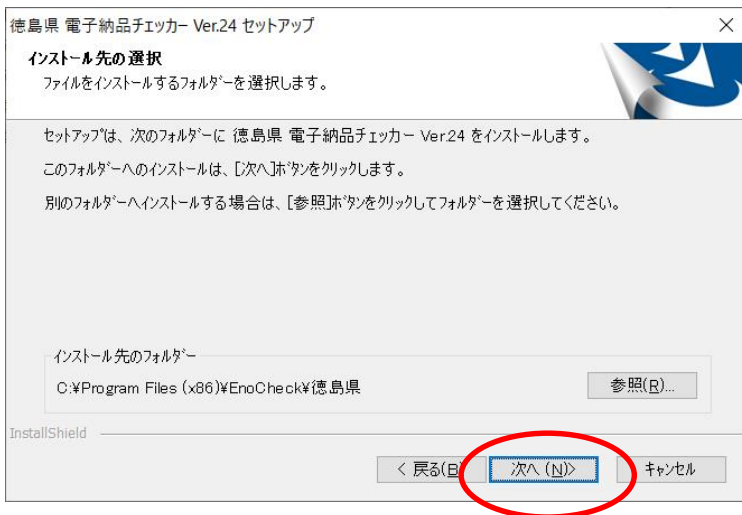 徳島県 電子納品チェッカー Ver.24 セットアップ
インストール先の選択
ファイルをインストールするフォルダーを選択します。
セットアップは、次のフォルダーに 徳島県 電子納品チェッカー Ver.24 をインストールします。
このフォルダーへのインストールは、[次へ]ボタンをクリックします。
別のフォルダーへインストールする場合は、[参照]ボタンをクリックしてフォルダーを選択してください。
インストール先のフォルダー
C:¥Program Files (x86)¥EnoCheck¥徳島県
参照(R)...
InstallShield
< 戻る(B) 次へ (N)> キャンセル